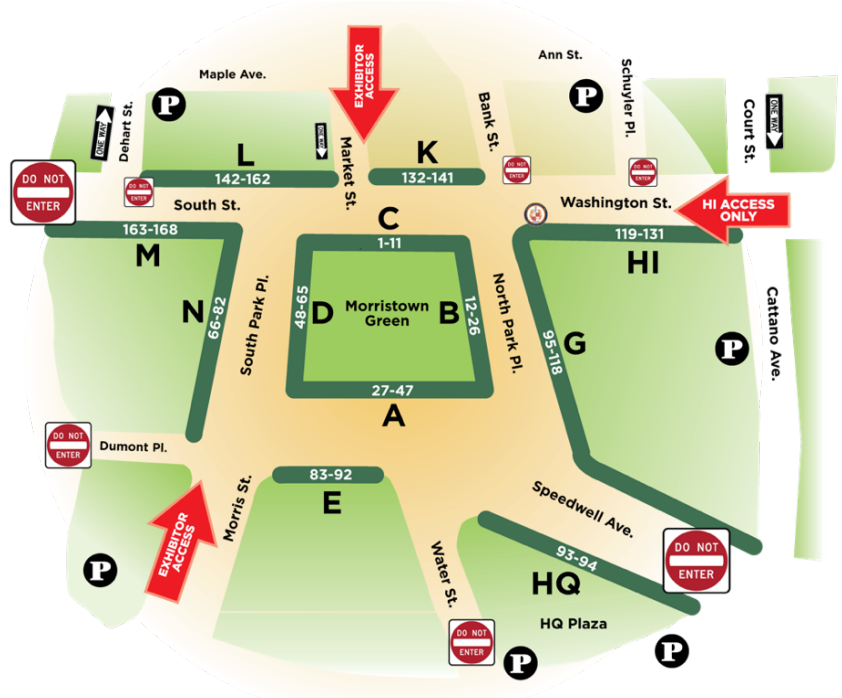 Maple Ave.
Ann St.
EXHIBITOR
ACCESS
P
P
Dehart St.
ONE WAY
ONE WAY
Market St.
Bank St.
Schuyler Pl.
Court St.
L
142-162
K
132-141
DO NOT
ENTER
DO NOT
ENTER
DO NOT
ENTER
DO NOT
ENTER
South St.
Washington St.
HI ACCESS
ONLY
163-168
M
C
1-11
119-131
HI
N
66-82
South Park Pl.
48-65
D
Morristown
Green
B
12-26
North Park Pl.
95-118
G
P
Cattano Ave.
27-47
A
DO NOT
ENTER
Dumont Pl.
83-92
E
Morris St.
EXHIBITOR
ACCESS
P
Speedwell Ave.
DO NOT
ENTER
Water St.
93-94
HQ
HQ Plaza
DO NOT
ENTER
P
P